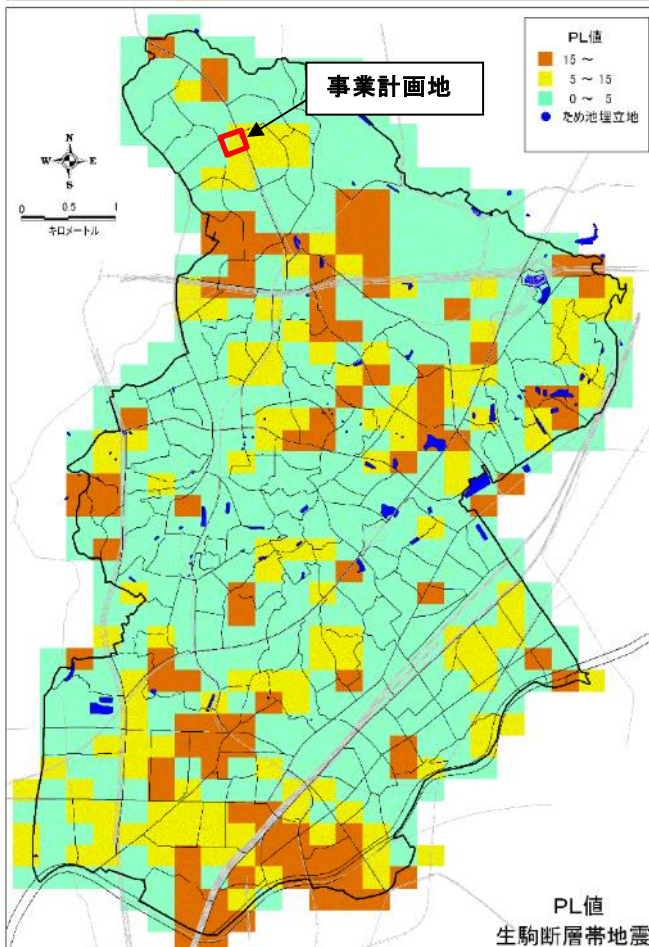 PL値
15 ～
5 ～ 15
0 ～ 5
ため池埋立地
事業計画地
N
W E
S
0 0.5 1
キロメートル
PL値
生駒断層帯地震